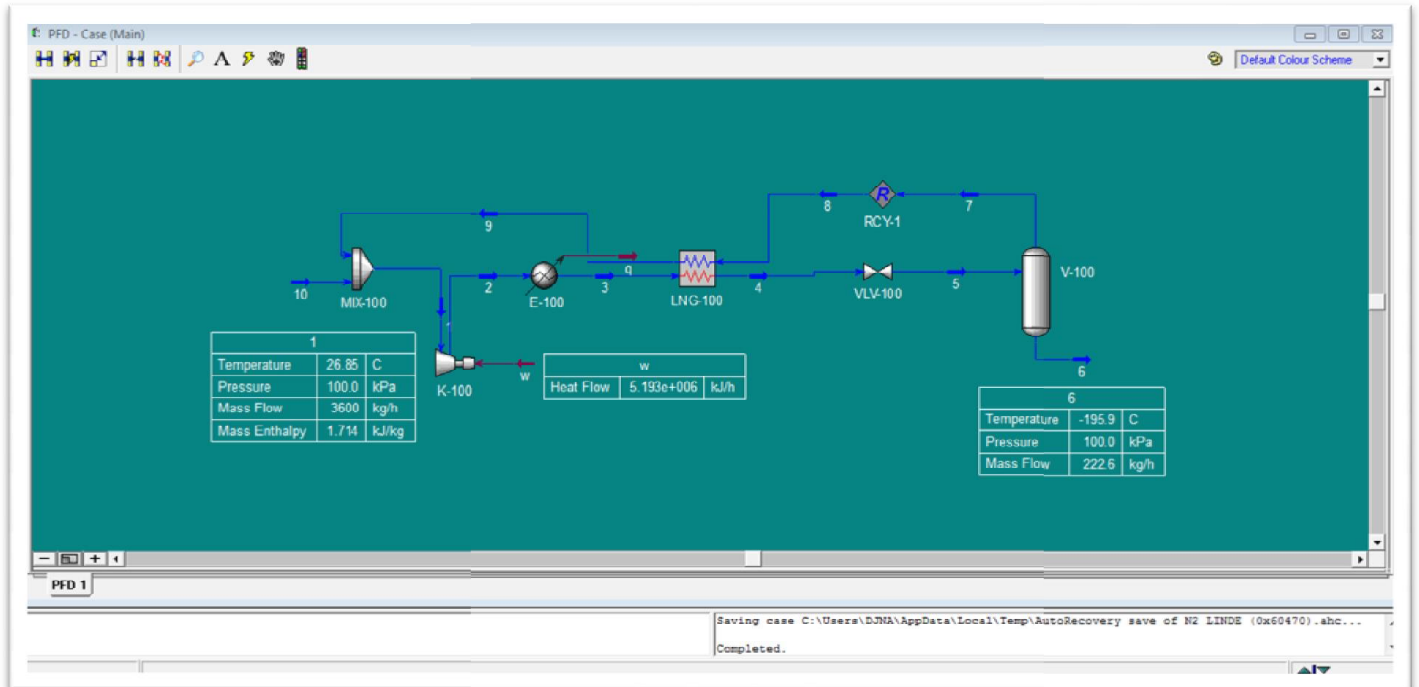 PFD - Case (Main)
A
Default Colour Scheme
8
7
RCY-1
R
9
q
V-100
10
MIX-100
2
E-100
3
LNG-100
4
VLV-100
5
1
Temperature 26.85 C
Pressure 100.0 kPa
Mass Flow 3600 kg/h
Mass Enthalpy 1.714 kJ/kg
K-100
w
w
Heat Flow 5.193e+006 kJ/h
6
6
Temperature -195.9 C
Pressure 100.0 kPa
Mass Flow 222.6 kg/h
PFD 1
Saving case C:\Users\DJNA\AppData\Local\Temp\AutoRecovery save of N2 LINDE (0x60470).ahc...
Completed.